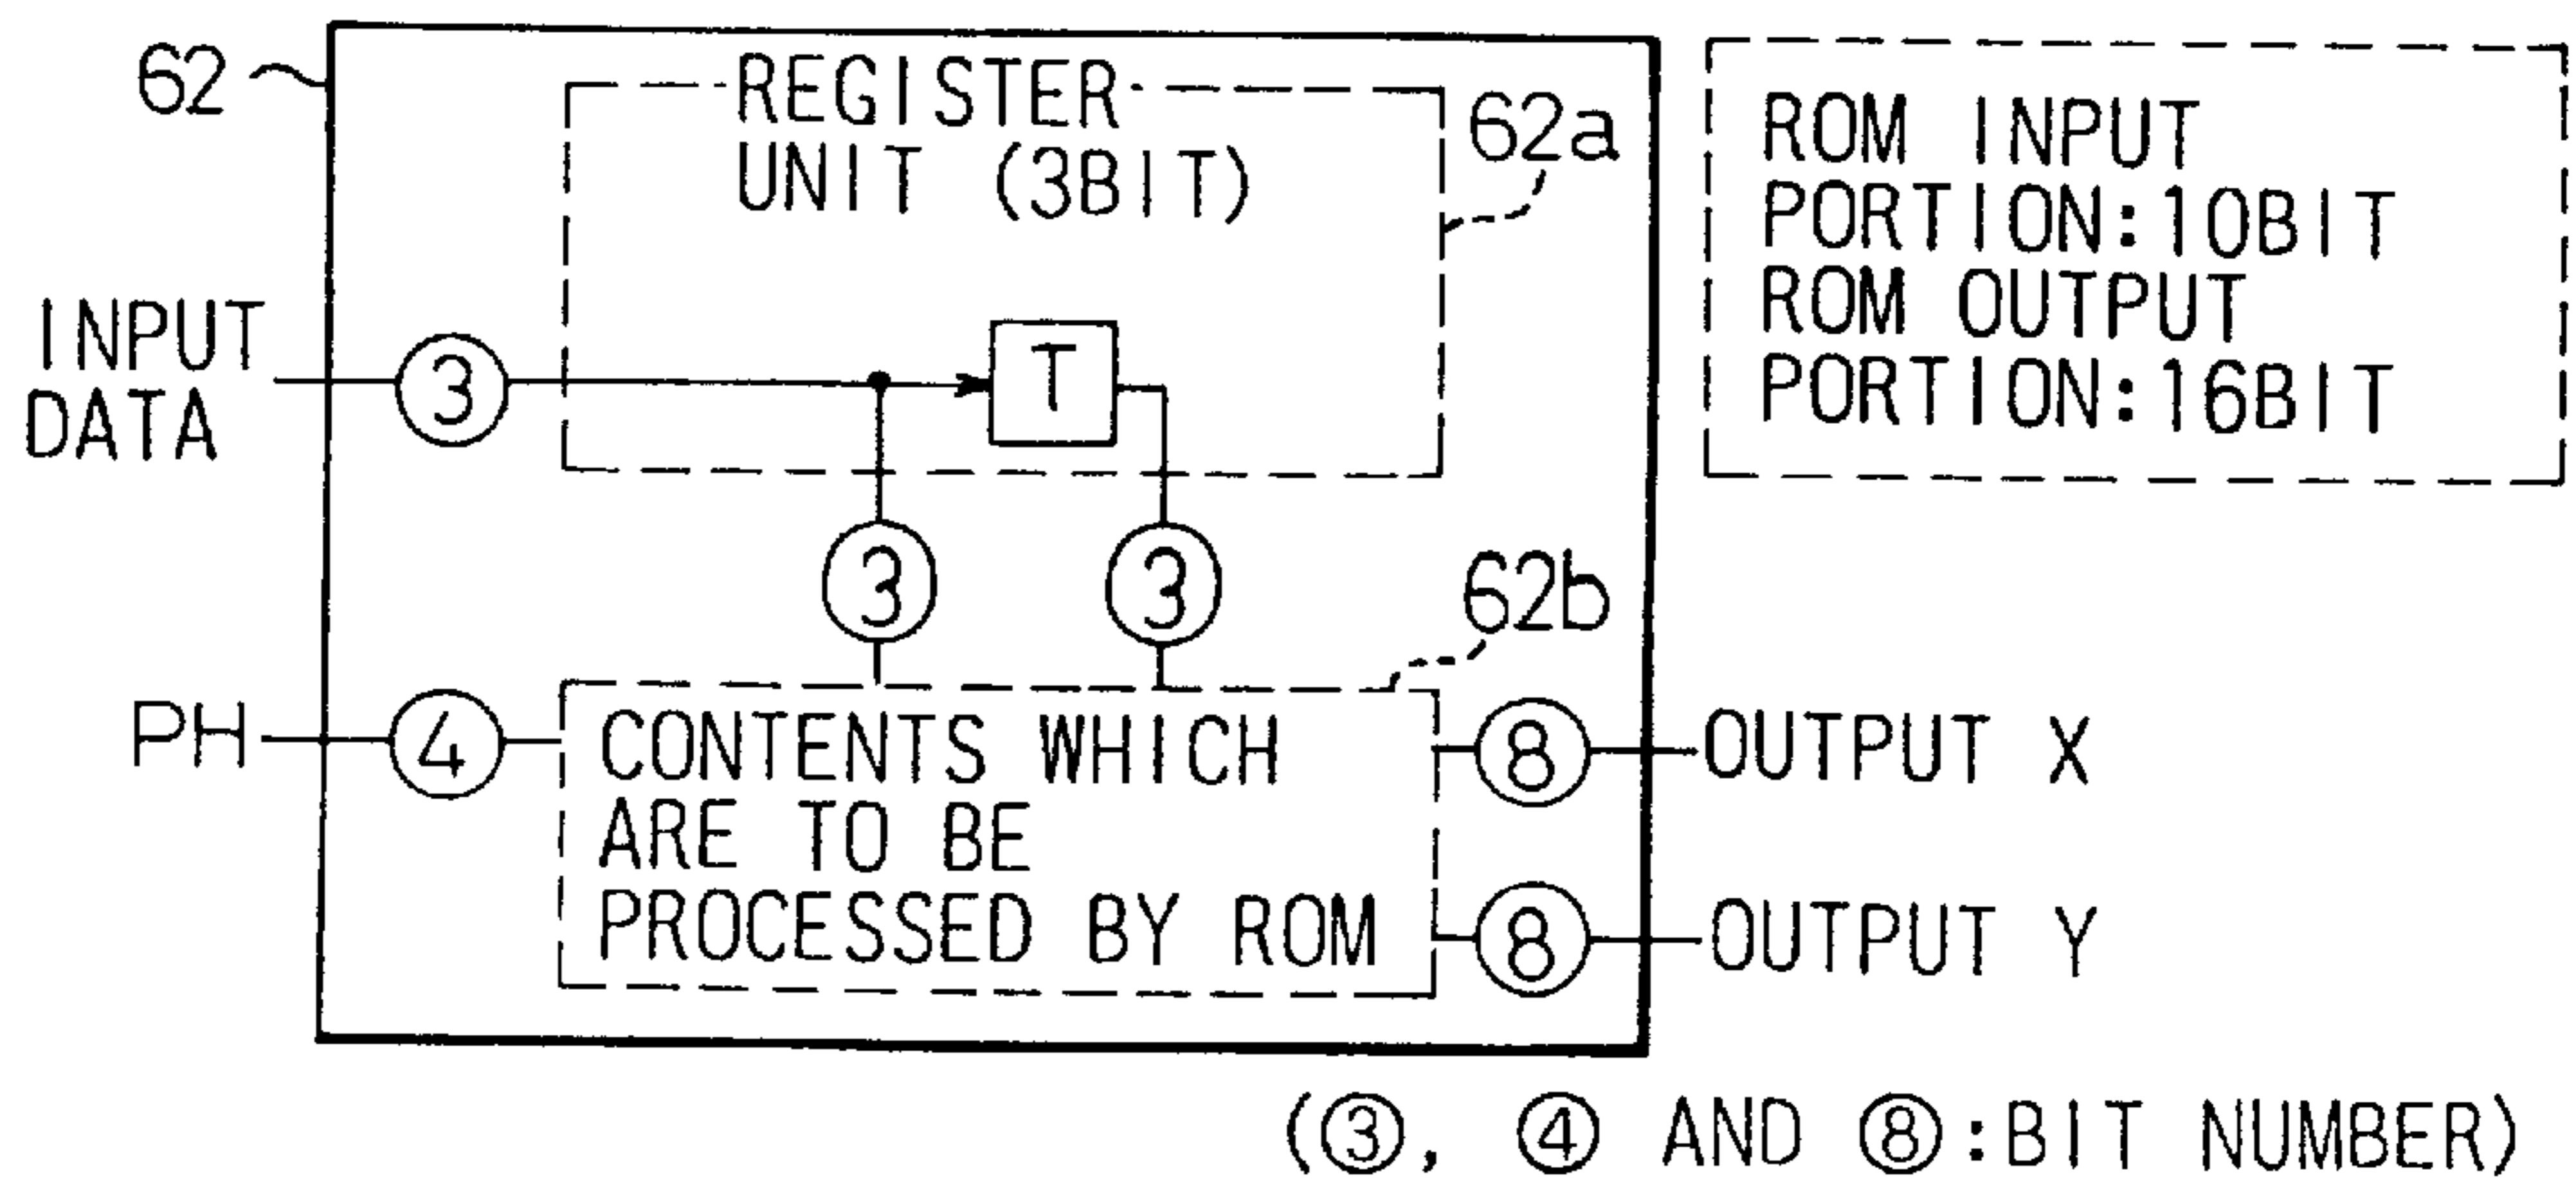 62
REGISTER
UNIT (3BIT)
62a
ROM INPUT
PORTION:10BIT
ROM OUTPUT
PORTION:16BIT
INPUT
DATA
3
T
3
3
62b
PH
4
CONTENTS WHICH
ARE TO BE
PROCESSED BY ROM
8
OUTPUT X
8
OUTPUT Y
(③, ④ AND ⑧:BIT NUMBER)